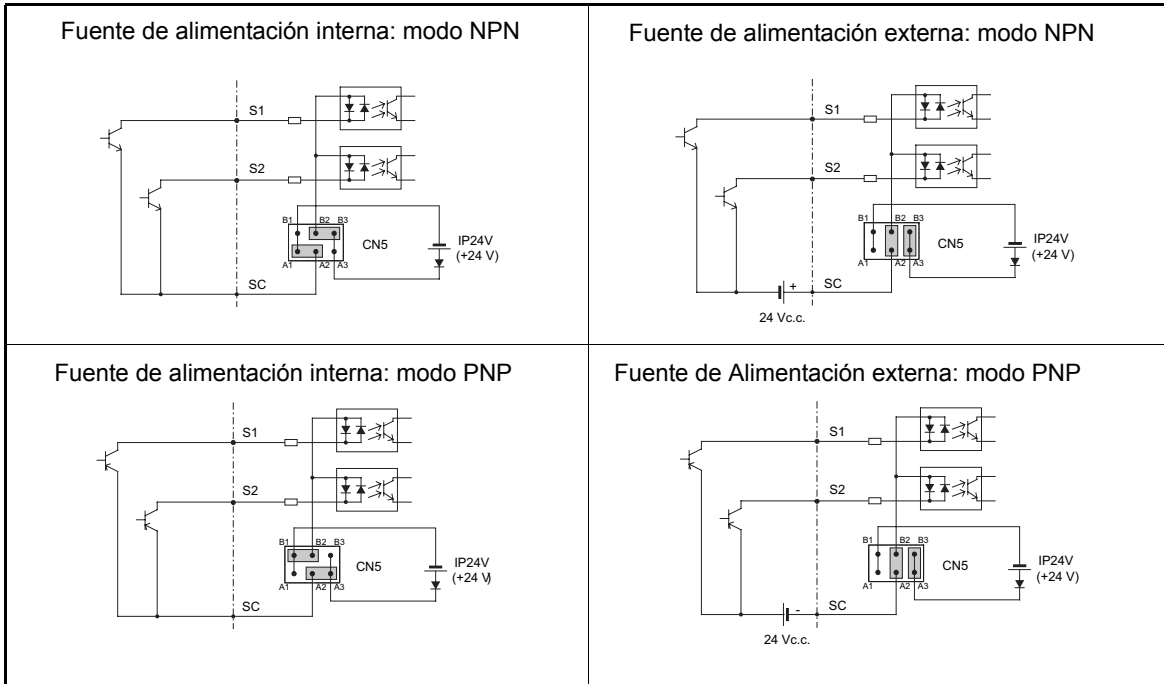 Fuente de alimentación interna: modo NPN
S1
S2
B1 B2 B3
CN5
IP24V
(+24 V)
A1 A2 A3
SC
Fuente de alimentación externa: modo NPN
S1
S2
B1 B2 B3
CN5
IP24V
(+24 V)
A1 A2 A3
+
SC
24 Vc.c.
Fuente de alimentación interna: modo PNP
S1
S2
B1 B2 B3
CN5
IP24V
(+24 V)
A1 A2 A3
SC
Fuente de Alimentación externa: modo PNP
S1
S2
B1 B2 B3
CN5
IP24V
(+24 V)
A1 A2 A3
-
SC
24 Vc.c.